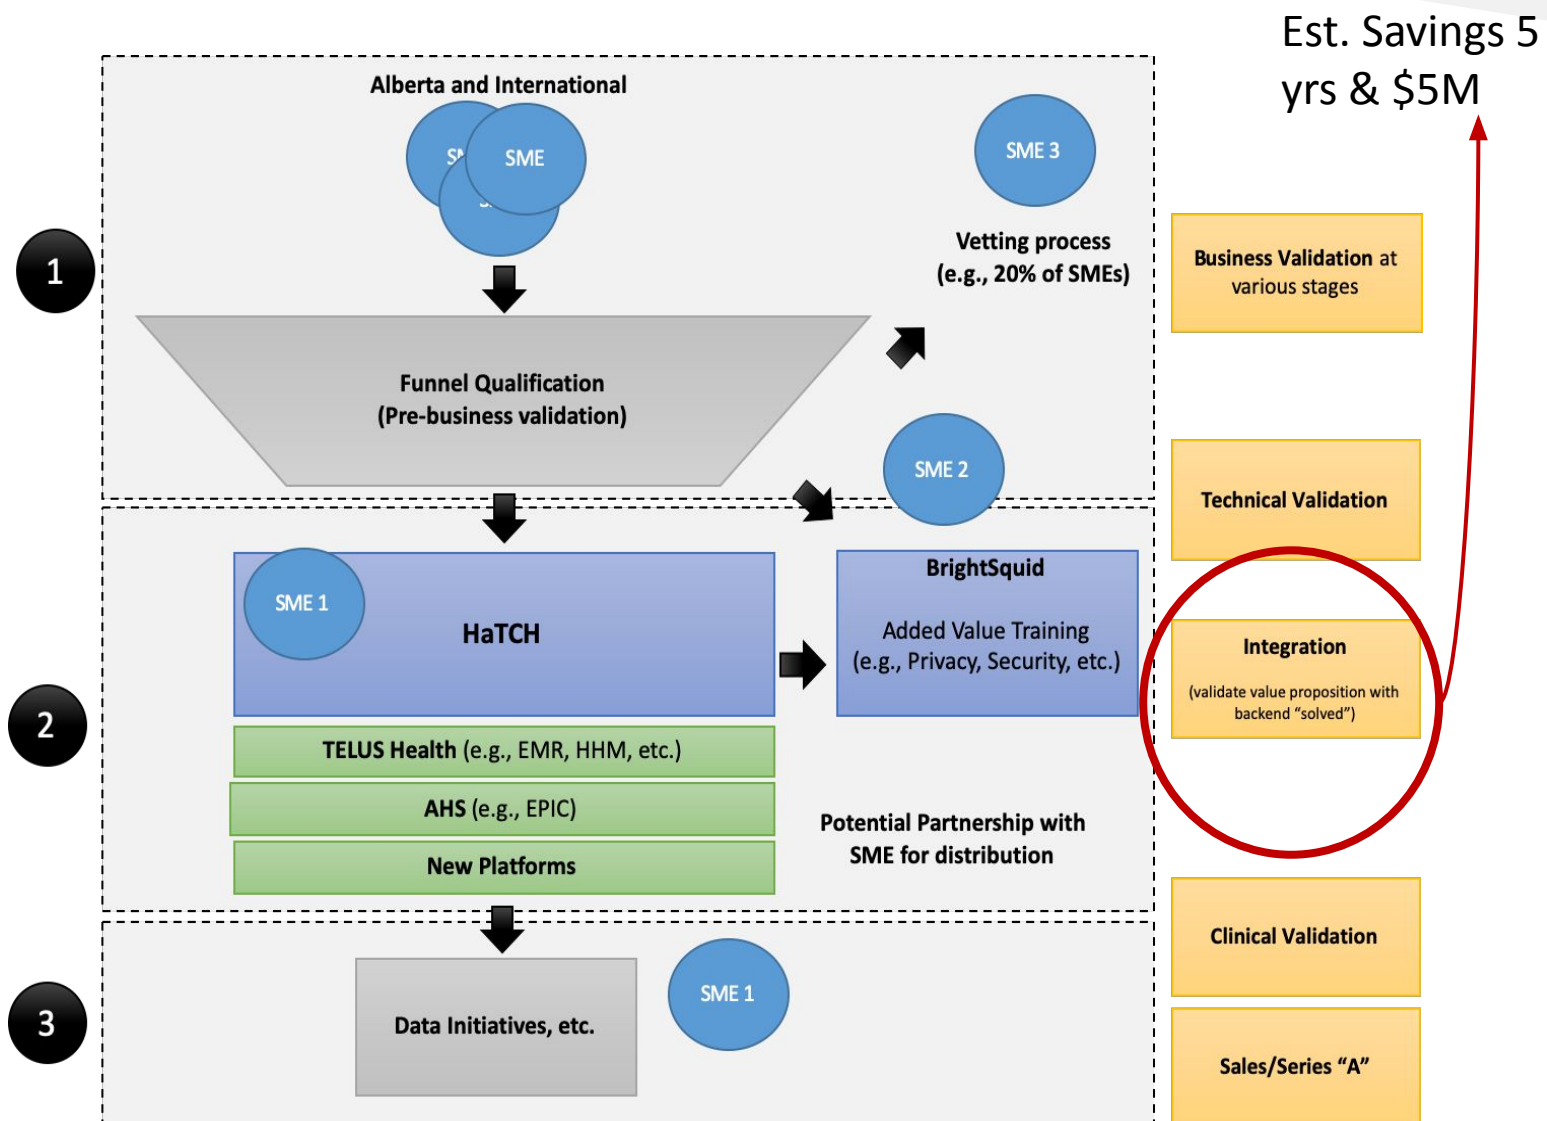 Est. Savings 5
yrs & $5M
Alberta and International
SME
SME 3
Vetting process
(e.g., 20% of SMEs)
1
Business Validation at
various stages
Funnel Qualification
(Pre-business validation)
SME 2
Technical Validation
SME 1
HaTCH
BrightSquid
Added Value Training
(e.g., Privacy, Security, etc.)
Integration
(validate value proposition with
backend “solved”)
2
TELUS Health (e.g., EMR, HHM, etc.)
AHS (e.g., EPIC)
New Platforms
Potential Partnership with
SME for distribution
Clinical Validation
3
Data Initiatives, etc.
SME 1
Sales/Series “A”